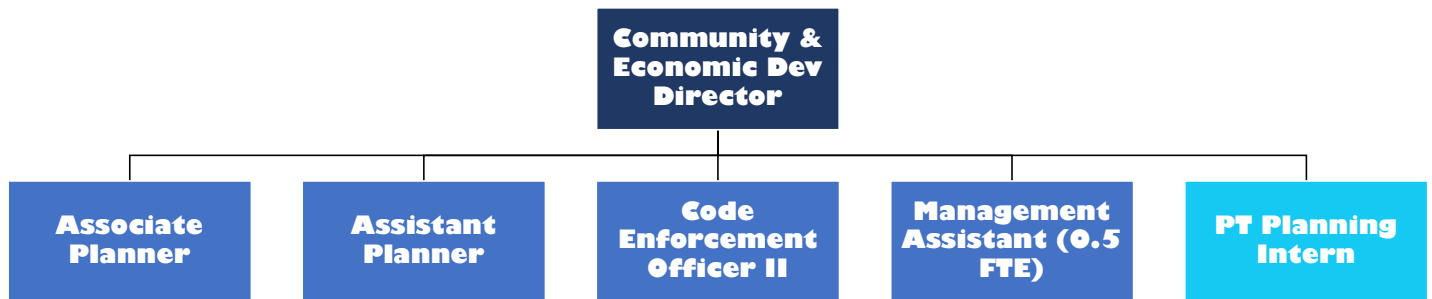 Community &
Economic Dev
Director
Associate
Planner
Assistant
Planner
Code
Enforcement
Officer II
Management
Assistant (0.5
FTE)
PT Planning
Intern